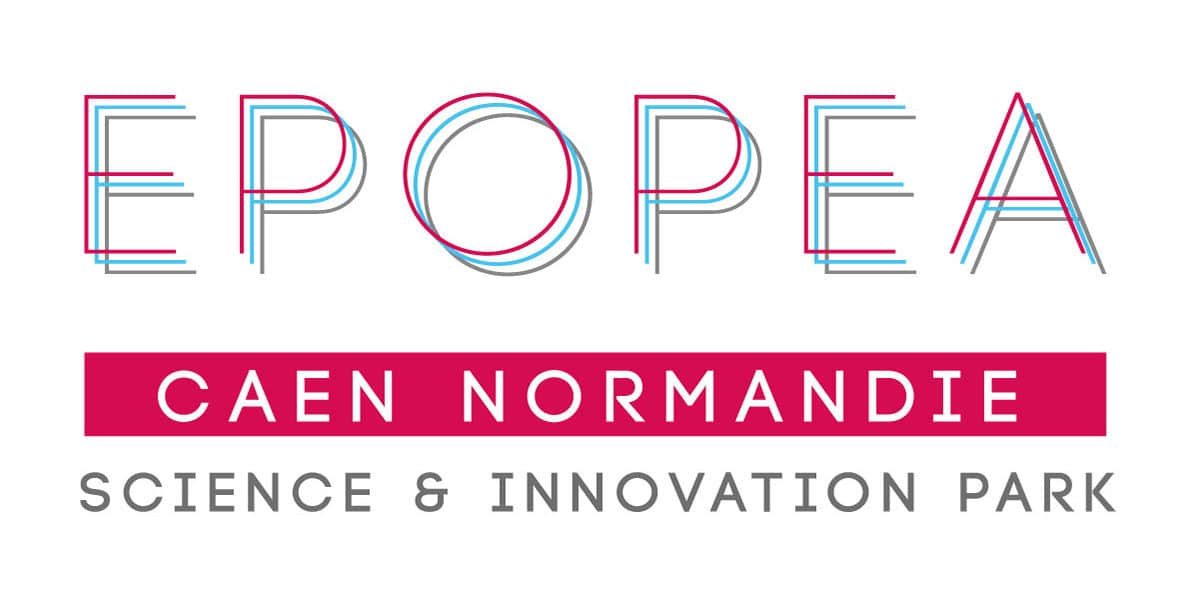 EPOPEA
CAEN NORMANDIE
SCIENCE & INNOVATION PARK